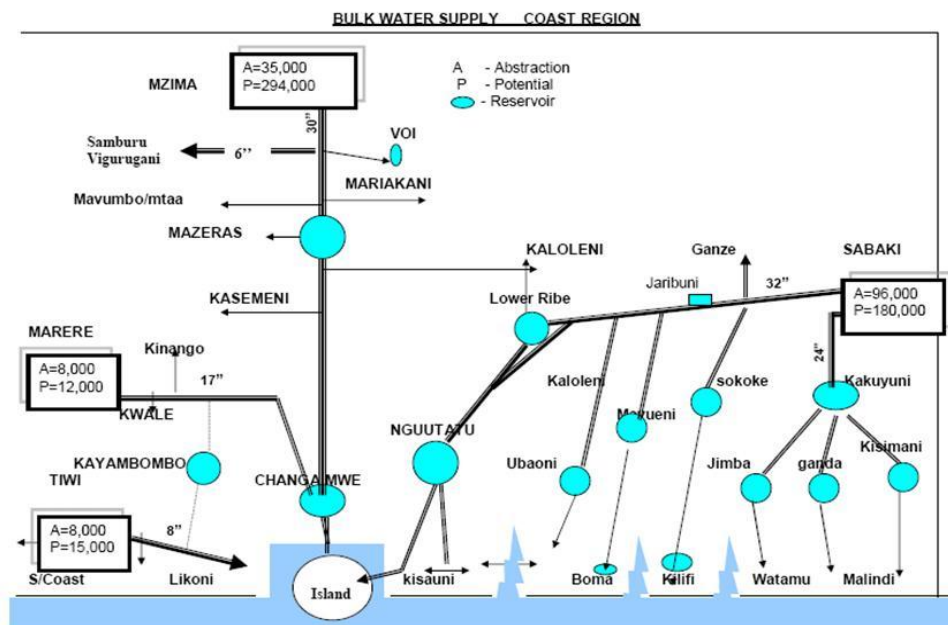 BULK WATER SUPPLY COAST REGION
A=35,000
P=294,000
MZIMA
A - Abstraction
P - Potential
- Reservoir
30"
Samburu
Vigurugani
6’’
VOI
MARIAKANI
Mavumbo/mtaa
MAZERAS
KALOLENI
Ganze
SABAKI
Jaribuni
32"
A=96,000
P=180,000
Lower Ribe
KASEMENI
24"
MARERE
Kinango
A=8,000
P=12,000
17"
KWALE
Kaloleni
sokoke
Kakuyuni
Mavueni
NGUUTATU
Kisimani
KAYAMBOMBO
TIWI
CHANGAMWE
Ubaoni
Jimba
ganda
A=8,000
P=15,000
8"
S/Coast
Likoni
Island
kisauni
Boma
Kilifi
Watamu
Malindi